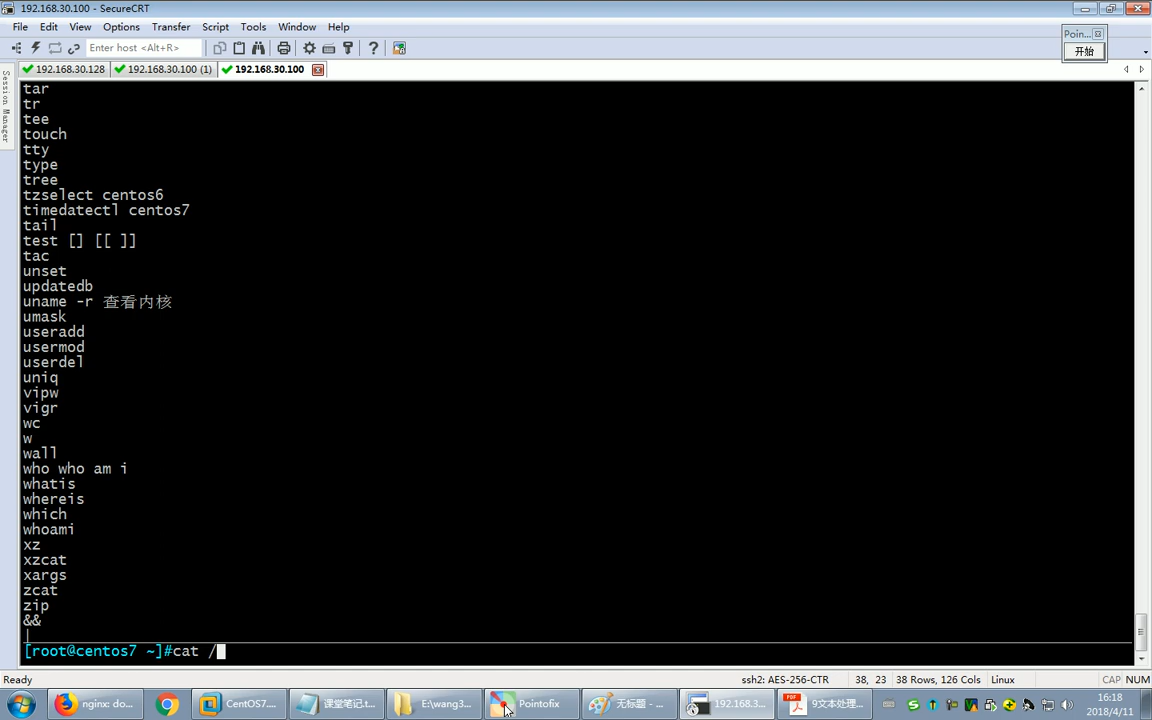 192.168.30.100 - SecureCRT
File Edit View Options Transfer Script Tools Window Help
Enter host <Alt+R>
Poin...
开始
192.168.30.128 192.168.30.100 (1) 192.168.30.100
Session Manager
tar
tr
tee
touch
tty
type
tree
tzselect centos6
timedatectl centos7
tail
test [] [[ ]]
tac
unset
updatedb
uname -r 查看内核
umask
useradd
usermod
userdel
uniq
vipw
vigr
wc
w
wall
who who am i
whatis
whereis
which
whoami
xz
xzcat
xargs
zcat
zip
&&
|
[root@centos7 ~]#cat /
Ready ssh2: AES-256-CTR 38, 23 38 Rows, 126 Cols Linux CAP NUM
nginx: do... CentOS7.... 课堂笔记.t... E:\wang3... Pointofix 无标题 - ... 192.168.3... 9文本处理... 16:18
2018/4/11